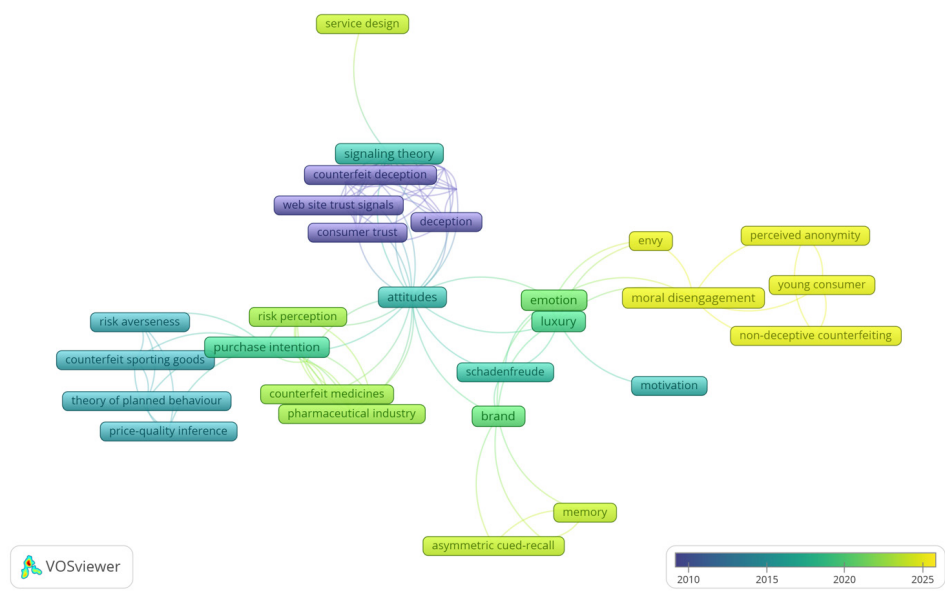 service design
signaling theory
counterfeit deception
web site trust signals
deception
consumer trust
envy
perceived anonymity
young consumer
attitudes
emotion
moral disengagement
risk perception
luxury
risk averseness
non-deceptive counterfeiting
purchase intention
counterfeit sporting goods
schadenfreude
motivation
counterfeit medicines
theory of planned behaviour
pharmaceutical industry
brand
price-quality inference
memory
asymmetric cued-recall
VOSviewer
2010 2015 2020 2025